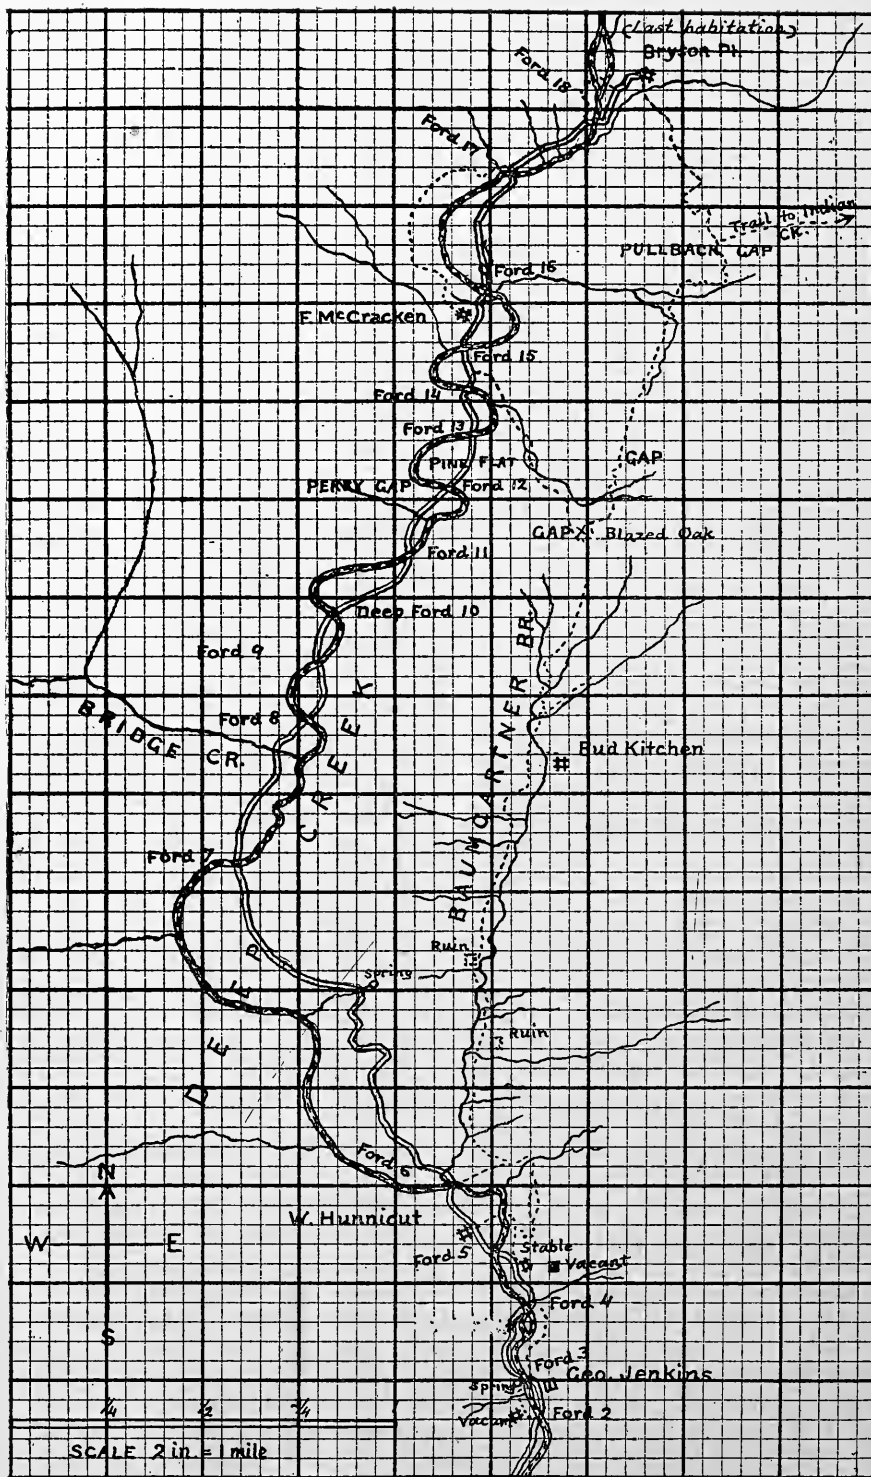 (Last habitation)
Bryson Pl.
Ford 18
Ford 17
Trail to Indian
CK.
PULLBACK GAP
Ford 16
F. McCracken
Ford 15
Ford 14
Ford 13
PINK FLAT
GAP
PERRY GAP
Ford 12
GAP X Blazed Oak
Ford 11
Deep Ford 10
Ford 9
BRIDGE CR.
Ford 8
DEEP CREEK
BAUMGARTNER BR.
Bud Kitchen
Ford 7
Ruin
Spring
Ruin
Ford 6
N
W E
S
W. Hunnicut
Ford 5
Stable
Vacant
Ford 4
Ford 3
Geo. Jenkins
Spring
Vacant
Ford 2
1/4 1/2 3/4 1
SCALE 2 in. = 1 mile